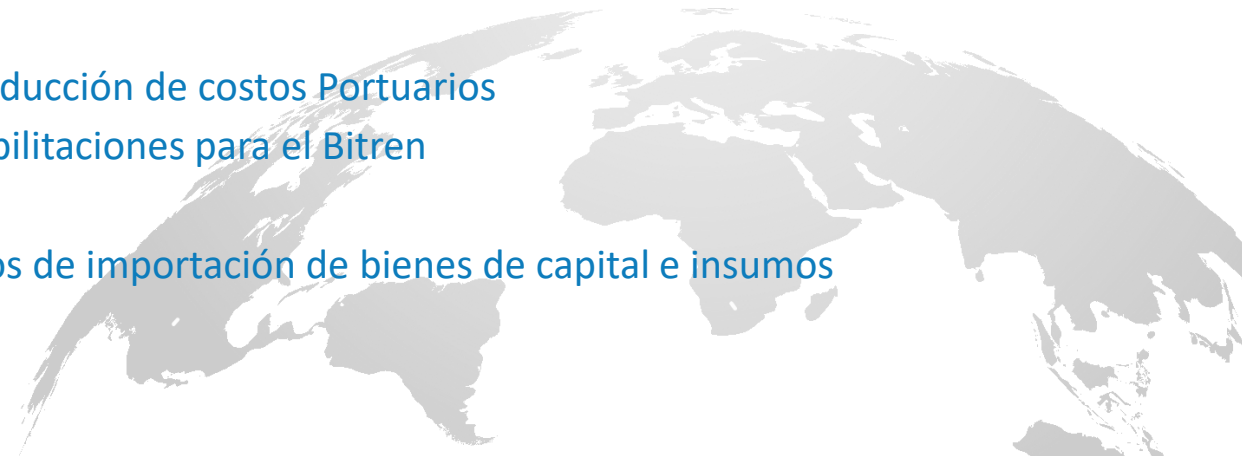 ducción de costos Portuarios
bilitaciones para el Bitren
os de importación de bienes de capital e insumos